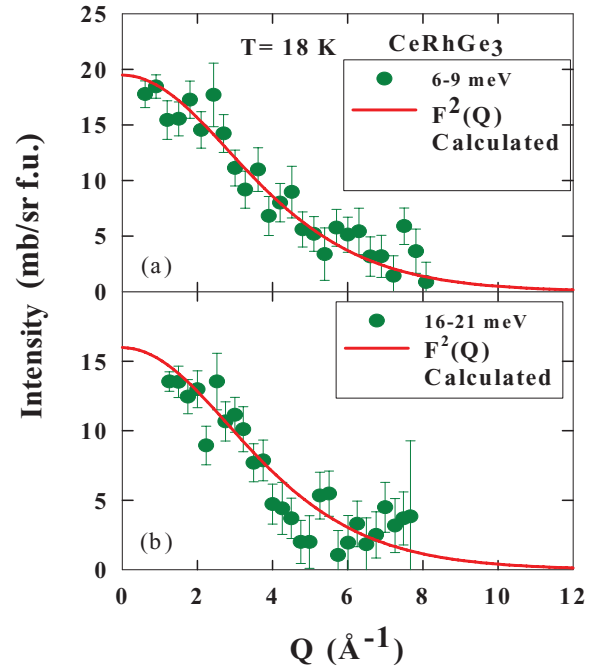 T= 18 K
CeRhGe3
6-9 meV
F2(Q)
Calculated
25
20
15
10
5
0
(a)
Intensity (mb/sr f.u.)
16-21 meV
F2(Q)
Calculated
15
10
5
0
(b)
0 2 4 6 8 10 12
Q (Å-1)